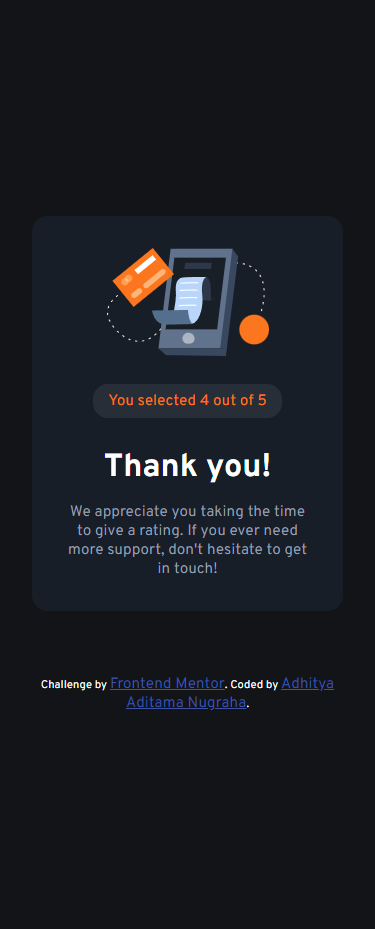 You selected 4 out of 5
Thank you!
We appreciate you taking the time
to give a rating. If you ever need
more support, don't hesitate to get
in touch!
Challenge by Frontend Mentor. Coded by Adhitya
Aditama Nugraha.